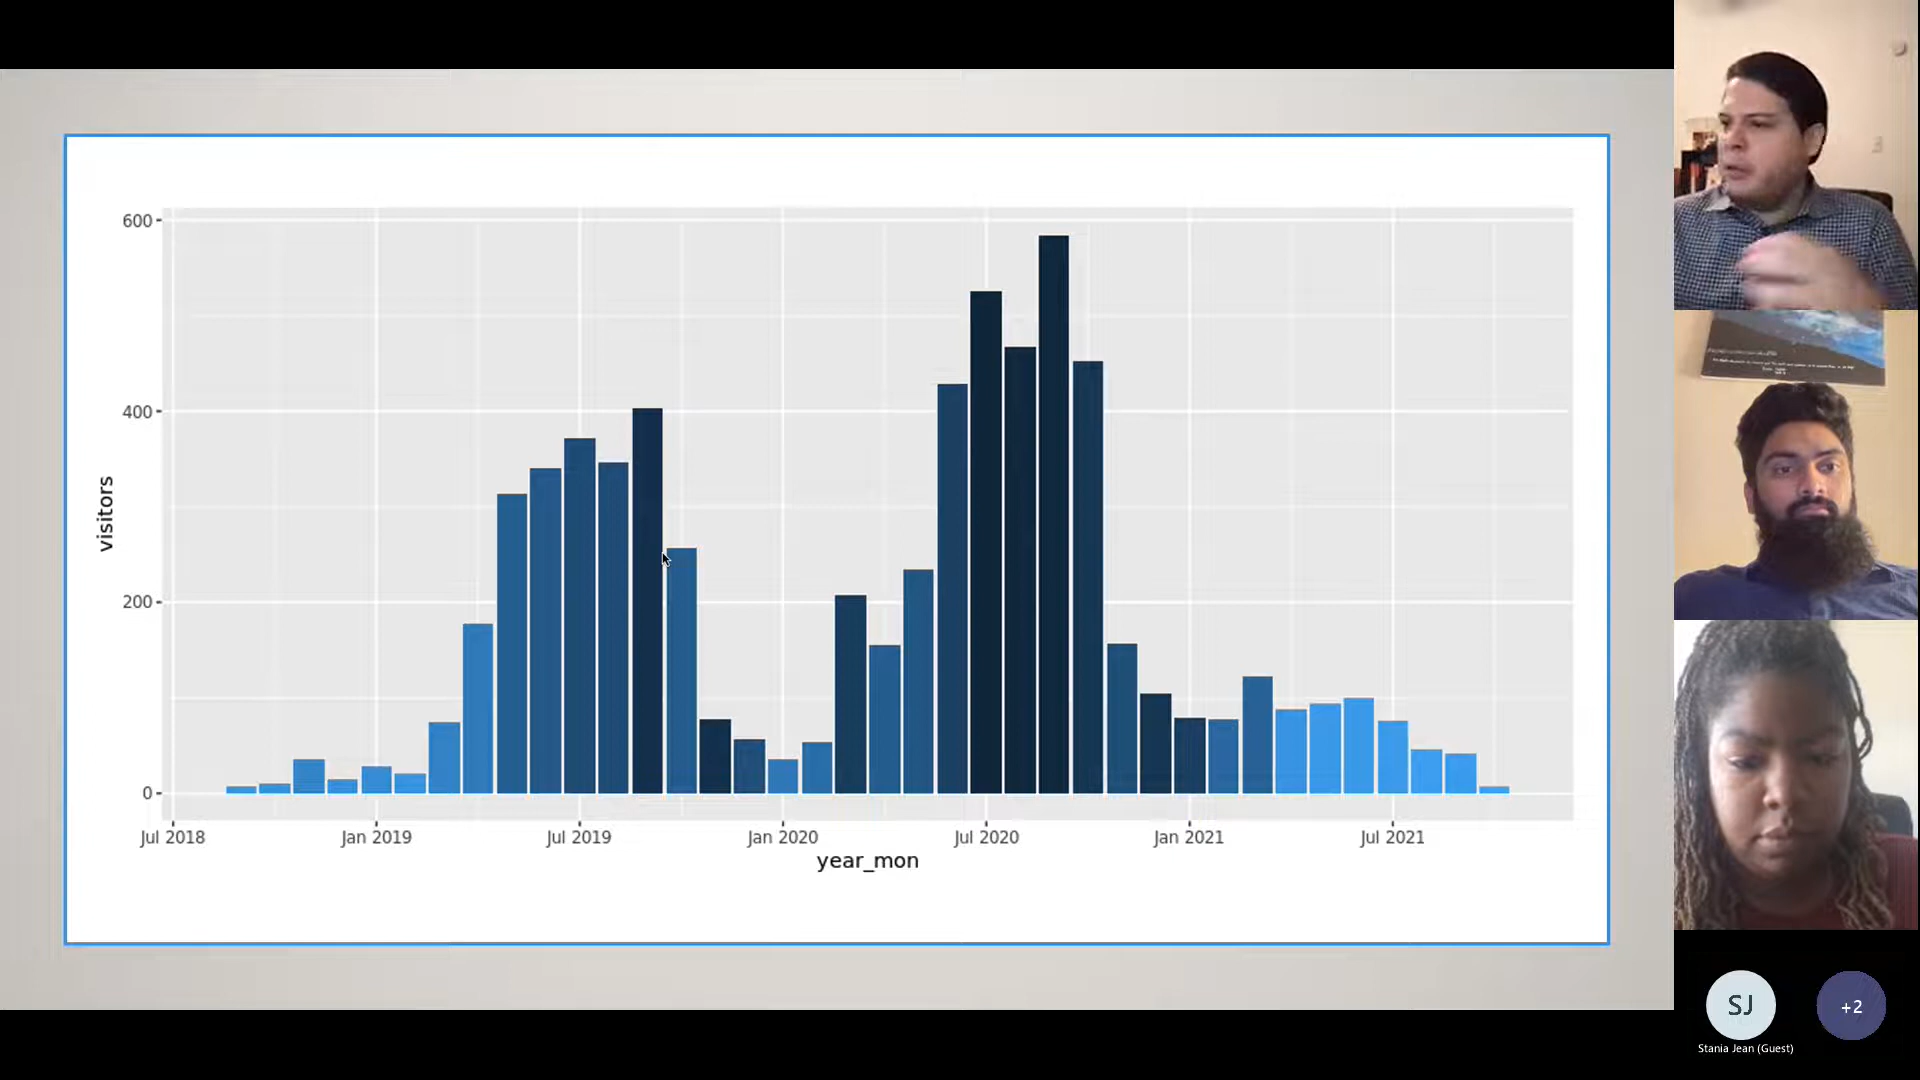 600
400
200
0
visitors
Jul 2018
Jan 2019
Jul 2019
Jan 2020
Jul 2020
Jan 2021
Jul 2021
year_mon
SJ
+2
Stania Jean (Guest)